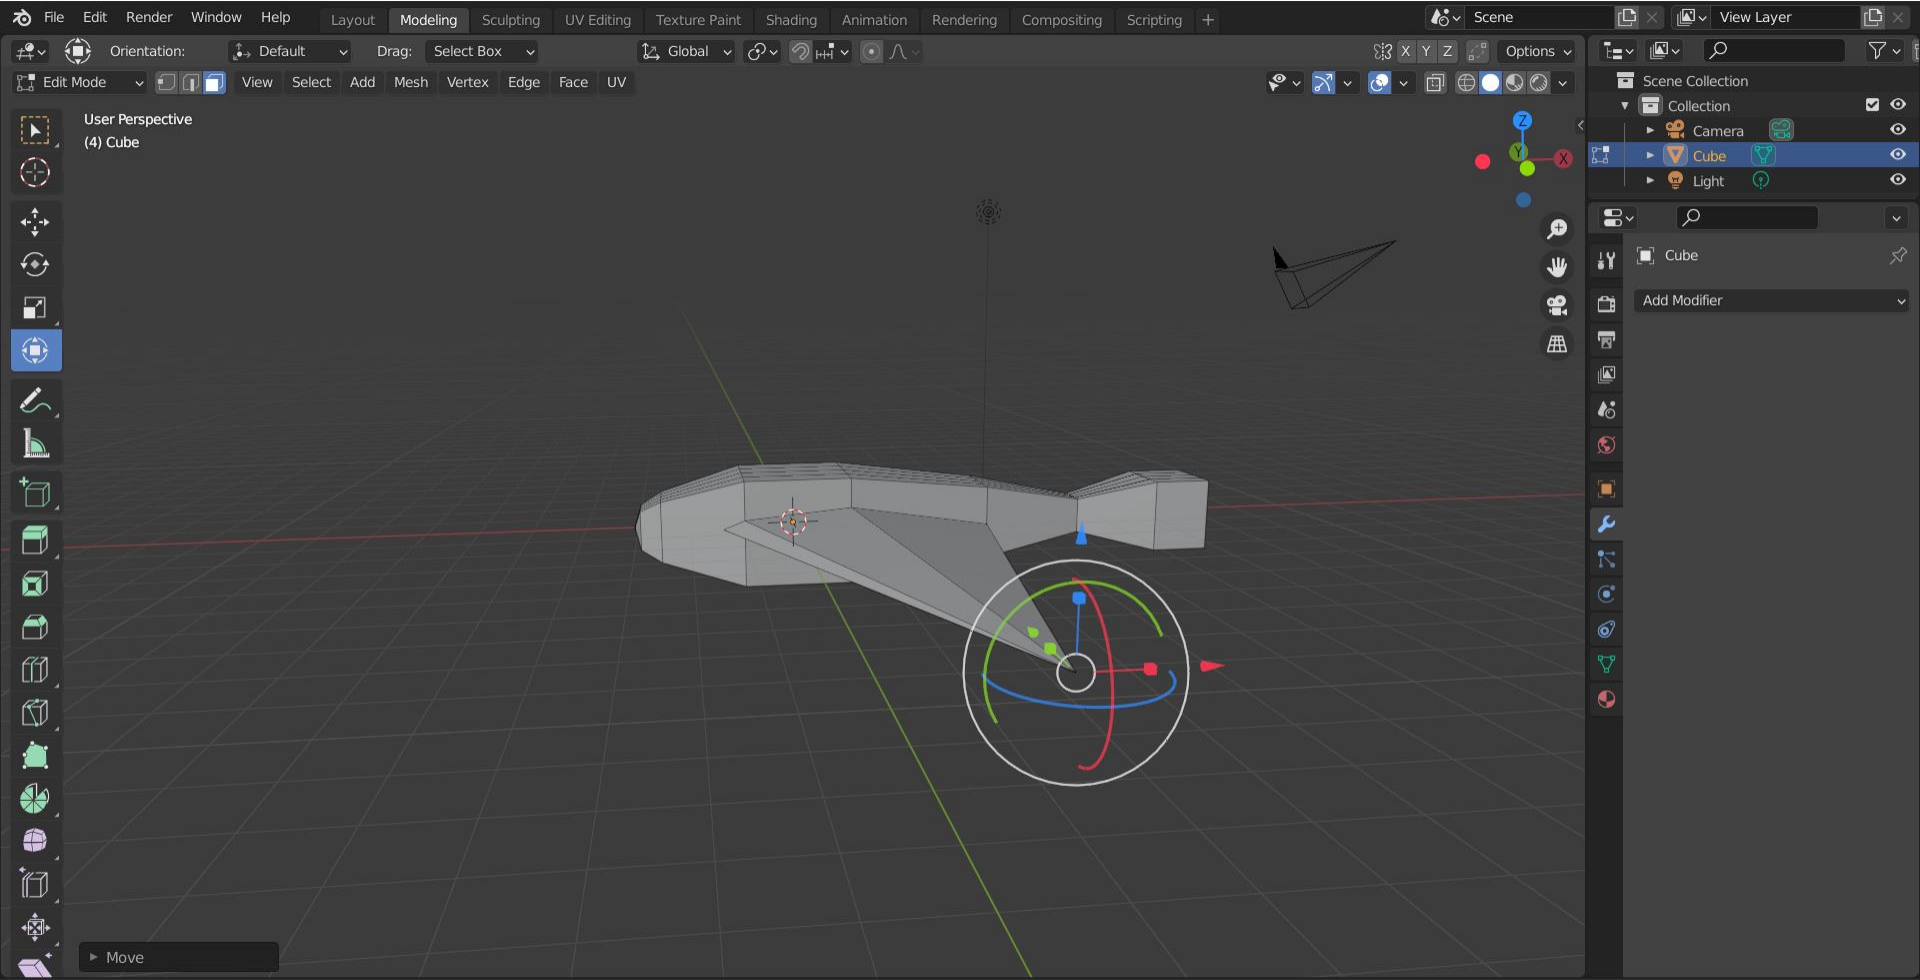 File Edit Render Window Help Layout Modeling Sculpting UV Editing Texture Paint Shading Animation Rendering Compositing Scripting + Scene View Layer
Orientation: Default Drag: Select Box Global X Y Z Options
Edit Mode View Select Add Mesh Vertex Edge Face UV
User Perspective
(4) Cube
Z
Y
X
Move
Scene Collection
Collection
Camera
Cube
Light
Cube
Add Modifier